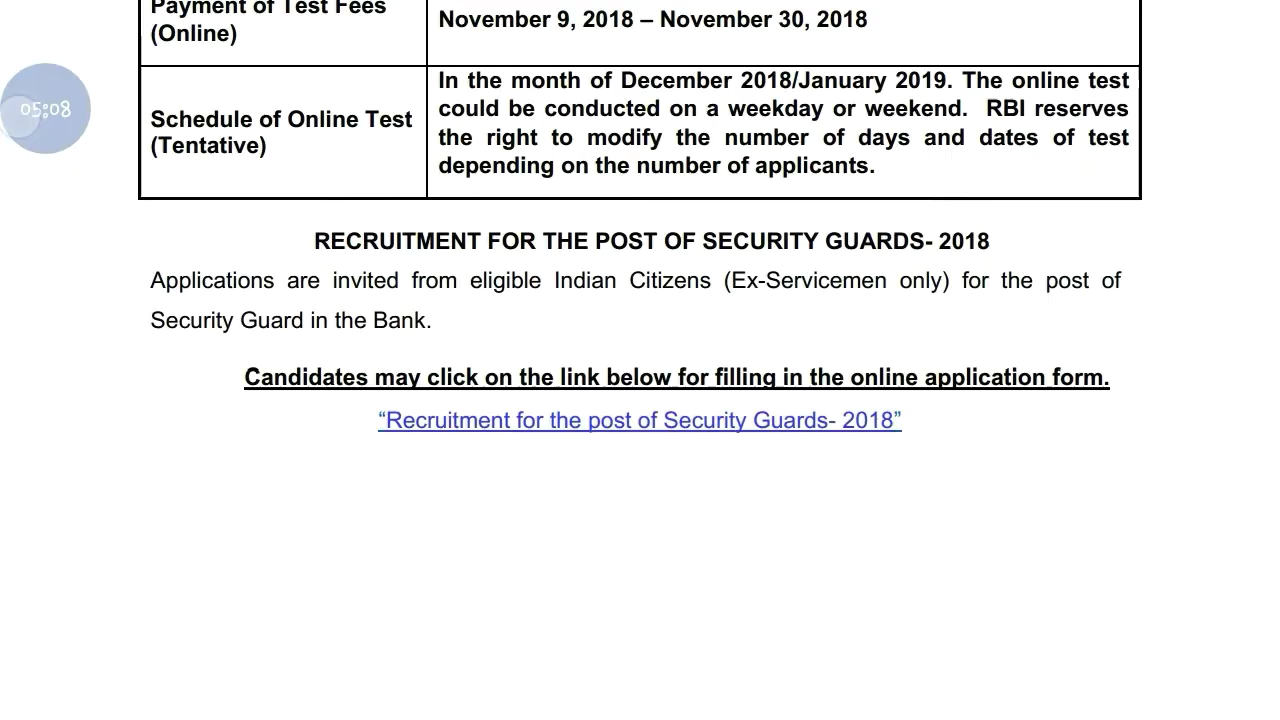 Payment of Test Fees
(Online)
November 9, 2018 – November 30, 2018
05:08
Schedule of Online Test
(Tentative)
In the month of December 2018/January 2019. The online test
could be conducted on a weekday or weekend. RBI reserves
the right to modify the number of days and dates of test
depending on the number of applicants.
RECRUITMENT FOR THE POST OF SECURITY GUARDS- 2018
Applications are invited from eligible Indian Citizens (Ex-Servicemen only) for the post of
Security Guard in the Bank.
Candidates may click on the link below for filling in the online application form.
“Recruitment for the post of Security Guards- 2018”